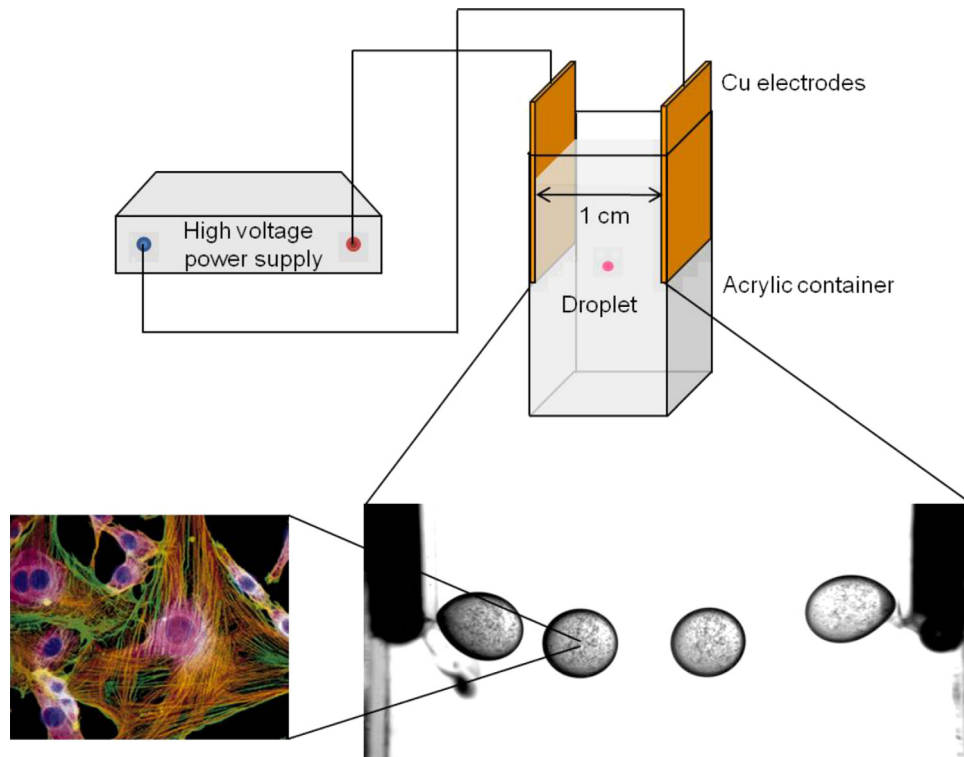 Cu electrodes
1 cm
High voltage
power supply
Acrylic container
Droplet